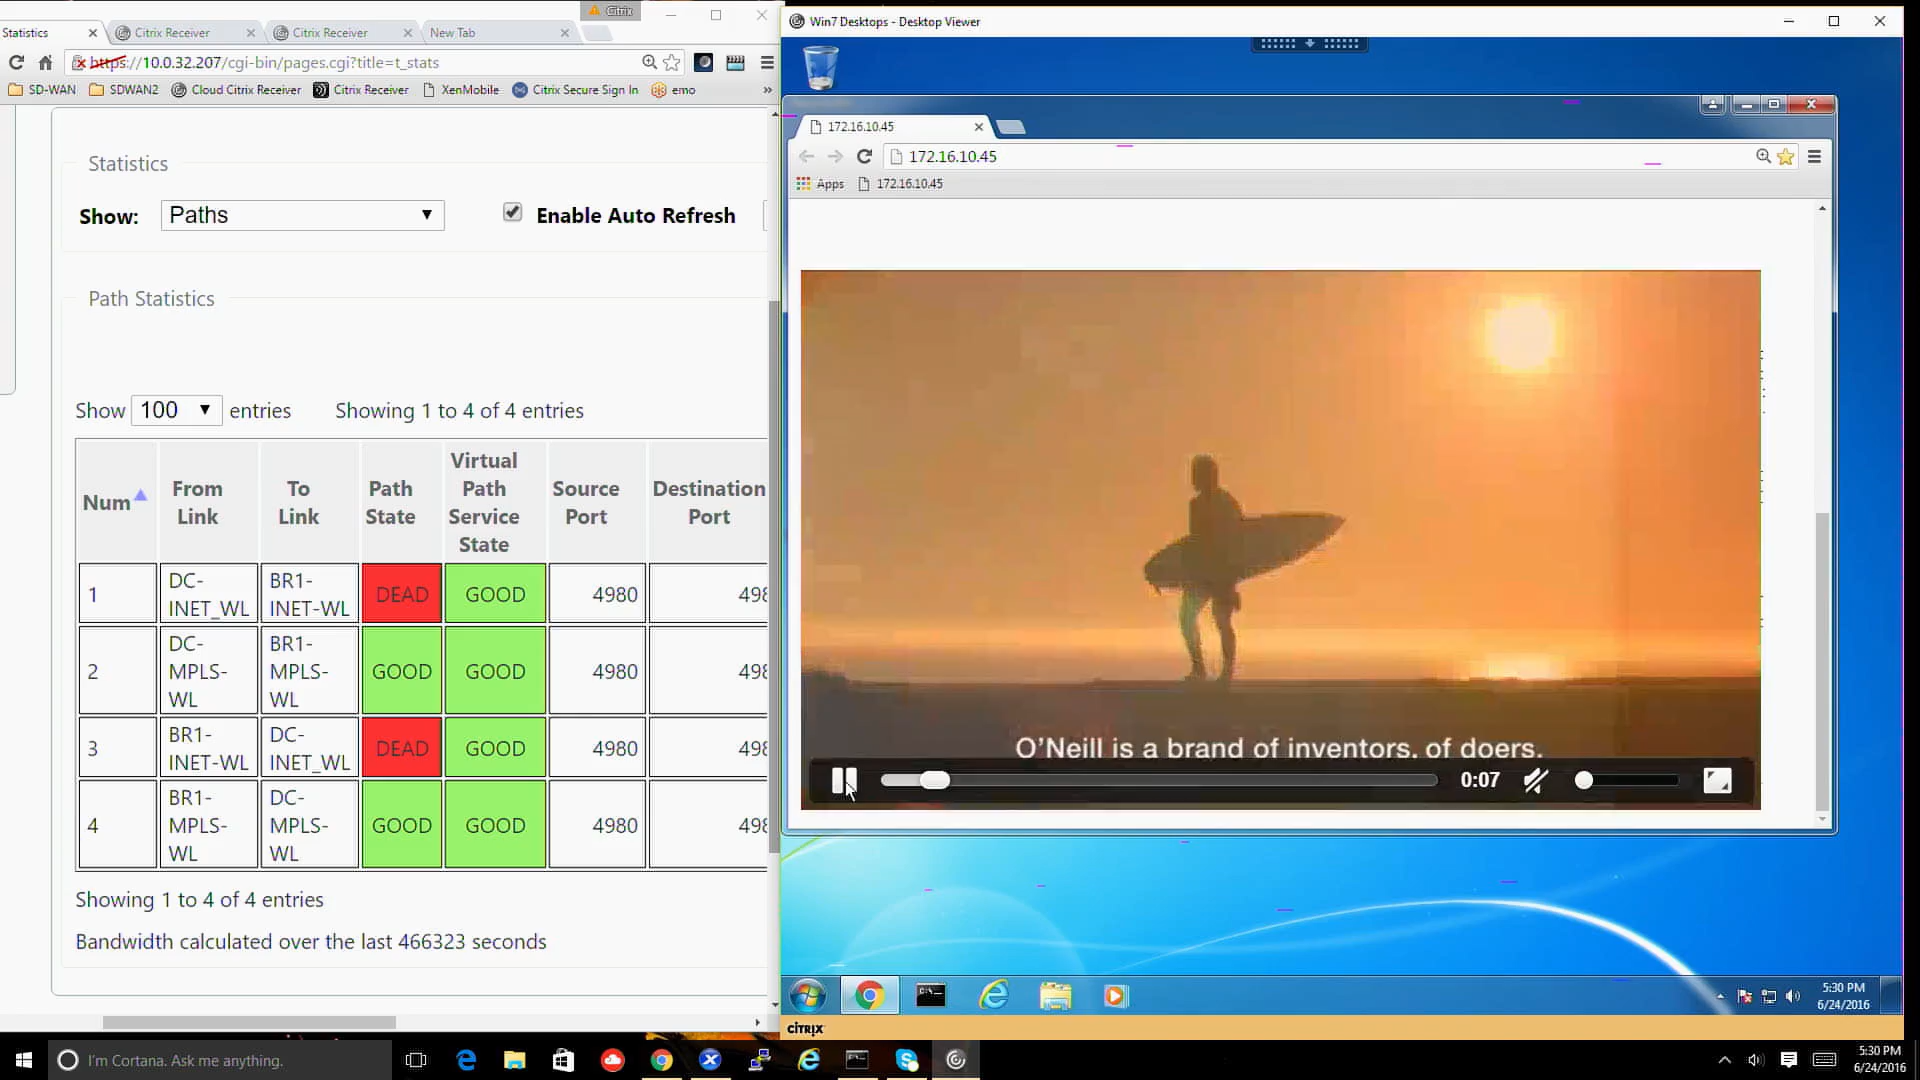 Citrix
Statistics
Citrix Receiver
Citrix Receiver
New Tab
https://10.0.32.207/cgi-bin/pages.cgi?title=t_stats
SD-WAN
SDWAN2
Cloud Citrix Receiver
Citrix Receiver
XenMobile
Citrix Secure Sign In
emo
»
Statistics
Show:
Paths
Enable Auto Refresh
Path Statistics
Show 100 entries
Showing 1 to 4 of 4 entries
Num
From
Link
To
Link
Path
State
Virtual
Path
Service
State
Source
Port
Destination
Port
1
DC-
INET_WL
BR1-
INET-WL
DEAD
GOOD
4980
498
2
DC-
MPLS-
WL
BR1-
MPLS-
WL
GOOD
GOOD
4980
498
3
BR1-
INET-WL
DC-
INET_WL
DEAD
GOOD
4980
498
4
BR1-
MPLS-
WL
DC-
MPLS-
WL
GOOD
GOOD
4980
498
Showing 1 to 4 of 4 entries
Bandwidth calculated over the last 466323 seconds
Win7 Desktops - Desktop Viewer
172.16.10.45
172.16.10.45
Apps
172.16.10.45
O'Neill is a brand of inventors, of doers.
0:07
5:30 PM
6/24/2016
CITRIX
I'm Cortana. Ask me anything.
5:30 PM
6/24/2016